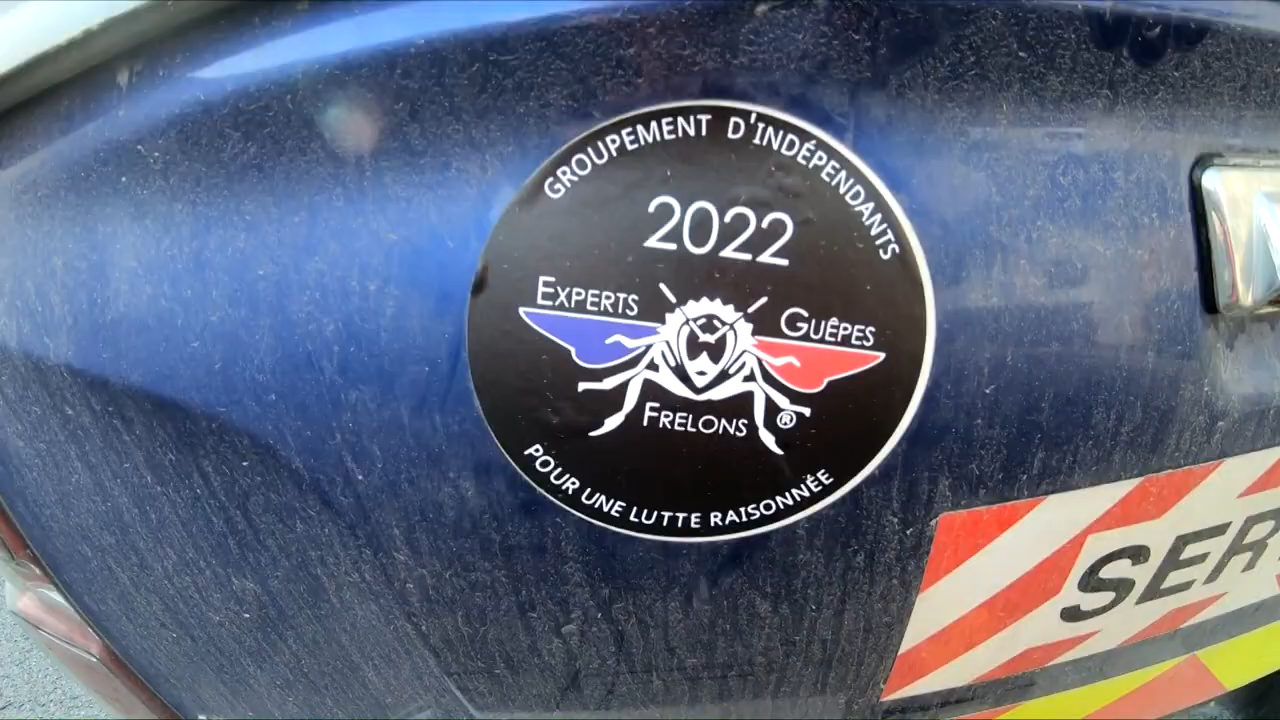 GROUPEMENT D'INDÉPENDANTS
2022
EXPERTS
GUÊPES
FRELONS ®
POUR UNE LUTTE RAISONNÉE
SER